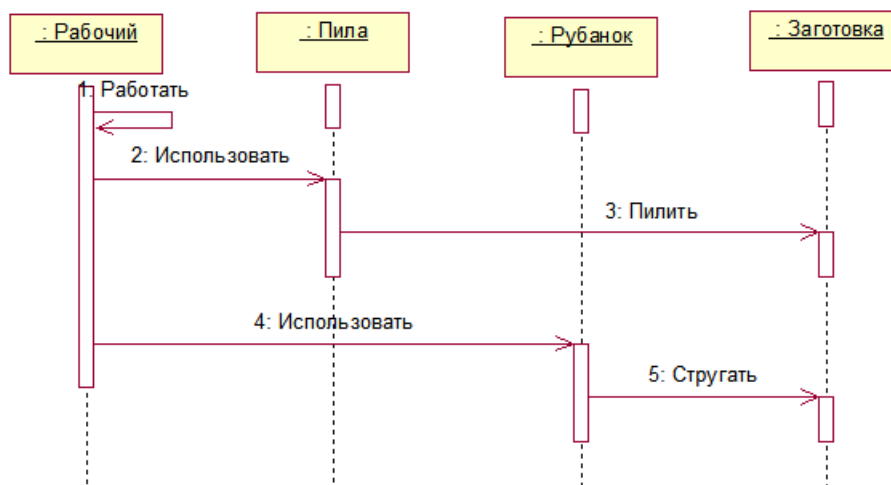 : Рабочий
: Пила
: Рубанок
: Заготовка
1: Работать
2: Использовать
3: Пилить
4: Использовать
5: Стругать